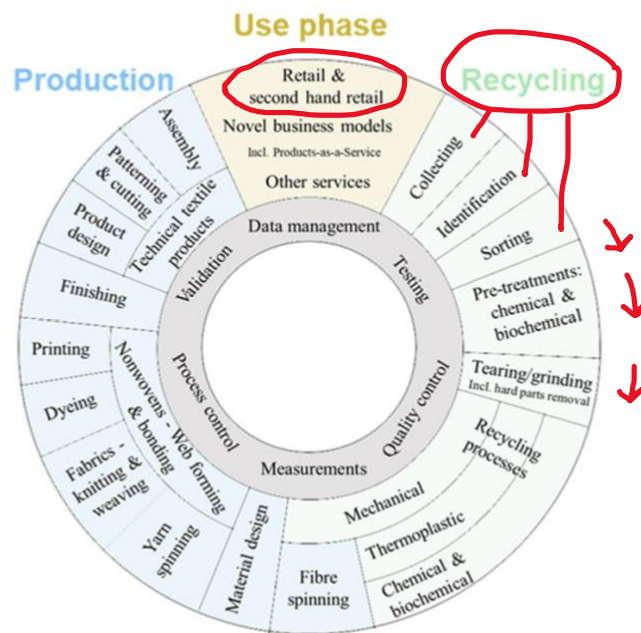 Use phase
Production
Recycling
Retail &
second hand retail
Novel business models
Incl. Products-as-a-Service
Other services
Collecting
Identification
Sorting
Pre-treatments:
chemical &
biochemical
Tearing/grinding
Incl. hard parts removal
Recycling
processes
Mechanical
Thermoplastic
Chemical &
biochemical
Fibre
spinning
Material design
Yarn
spinning
Fabrics -
knitting &
weaving
Nonwovens - Web forming
& bonding
Dyeing
Printing
Finishing
Product
design
Patterning
& cutting
Assembly
Technical textile
products
Data management
Testing
Quality control
Measurements
Process control
Validation